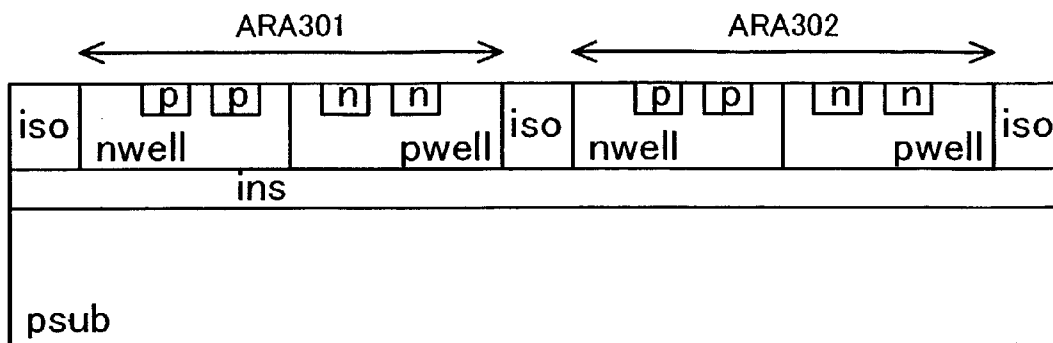 ARA301 ARA302
p p n n p p n n
iso iso iso
nwell pwell nwell pwell
ins
psub